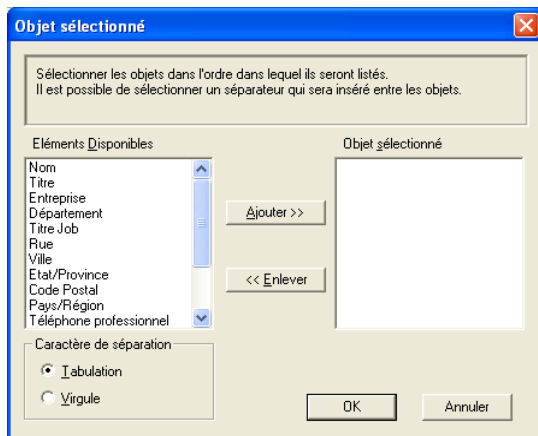 Objet sélectionné
Sélectionner les objets dans l'ordre dans lequel ils seront listés.
Il est possible de sélectionner un séparateur qui sera inséré entre les objets.
Eléments Disponibles
Objet sélectionné
Nom
Titre
Entreprise
Département
Titre Job
Rue
Ville
Etat/Province
Code Postal
Pays/Région
Téléphone professionnel
Ajouter >>
<< Enlever
Caractère de séparation
Tabulation
Virgule
OK
Annuler